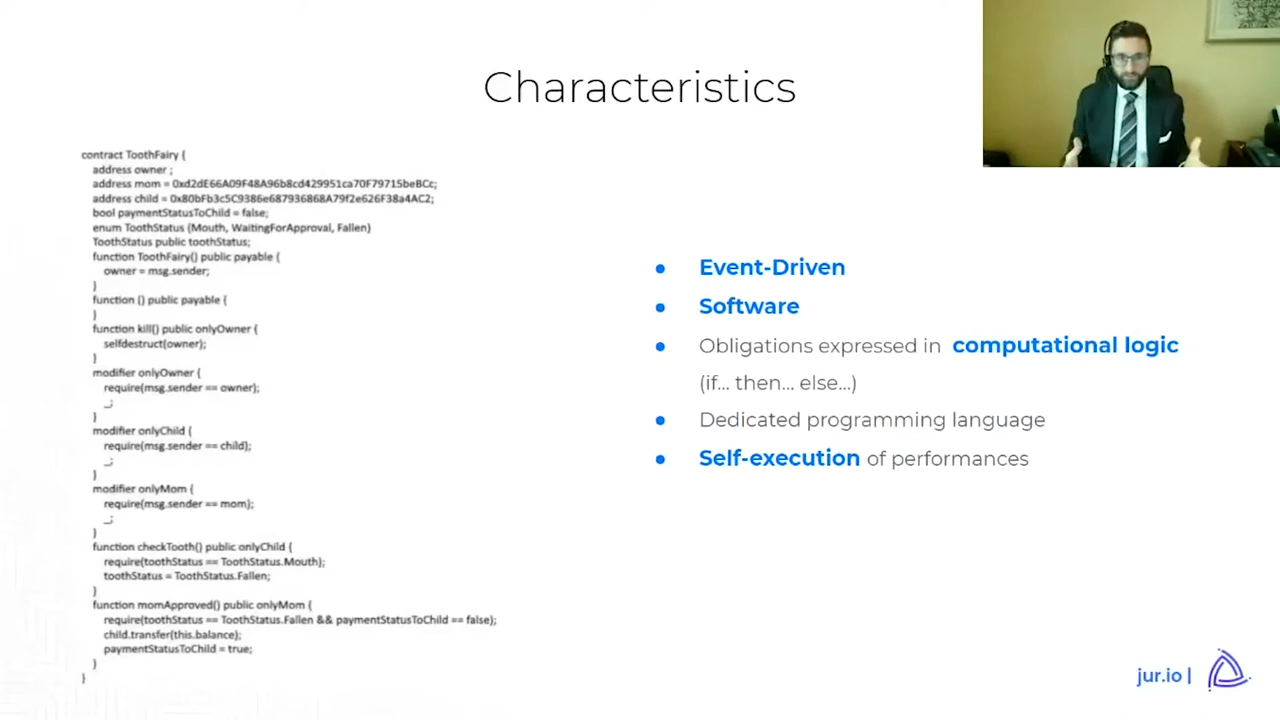 Characteristics
contract ToothFairy {
address owner ;
address mom = 0xd2dE66A09F48A96b8cd429951ca70F79715beBCc;
address child = 0x80bFb3c5C9386e687936868A79f2e626F38a4AC2;
bool paymentStatusToChild = false;
enum ToothStatus (Mouth, WaitingForApproval, Fallen)
ToothStatus public toothStatus;
function ToothFairy() public payable {
owner = msg.sender;
}
function () public payable {
}
function kill() public onlyOwner {
selfdestruct(owner);
}
modifier onlyOwner {
require(msg.sender == owner);
_;
}
modifier onlyChild {
require(msg.sender == child);
_;
}
modifier onlyMom {
require(msg.sender == mom);
_;
}
function checkTooth() public onlyChild {
require(toothStatus == ToothStatus.Mouth);
toothStatus = ToothStatus.Fallen;
}
function momApproved() public onlyMom {
require(toothStatus == ToothStatus.Fallen && paymentStatusToChild == false);
child.transfer(this.balance);
paymentStatusToChild = true;
}
}
● Event-Driven
● Software
● Obligations expressed in computational logic
(if... then... else...)
● Dedicated programming language
● Self-execution of performances
jur.io |